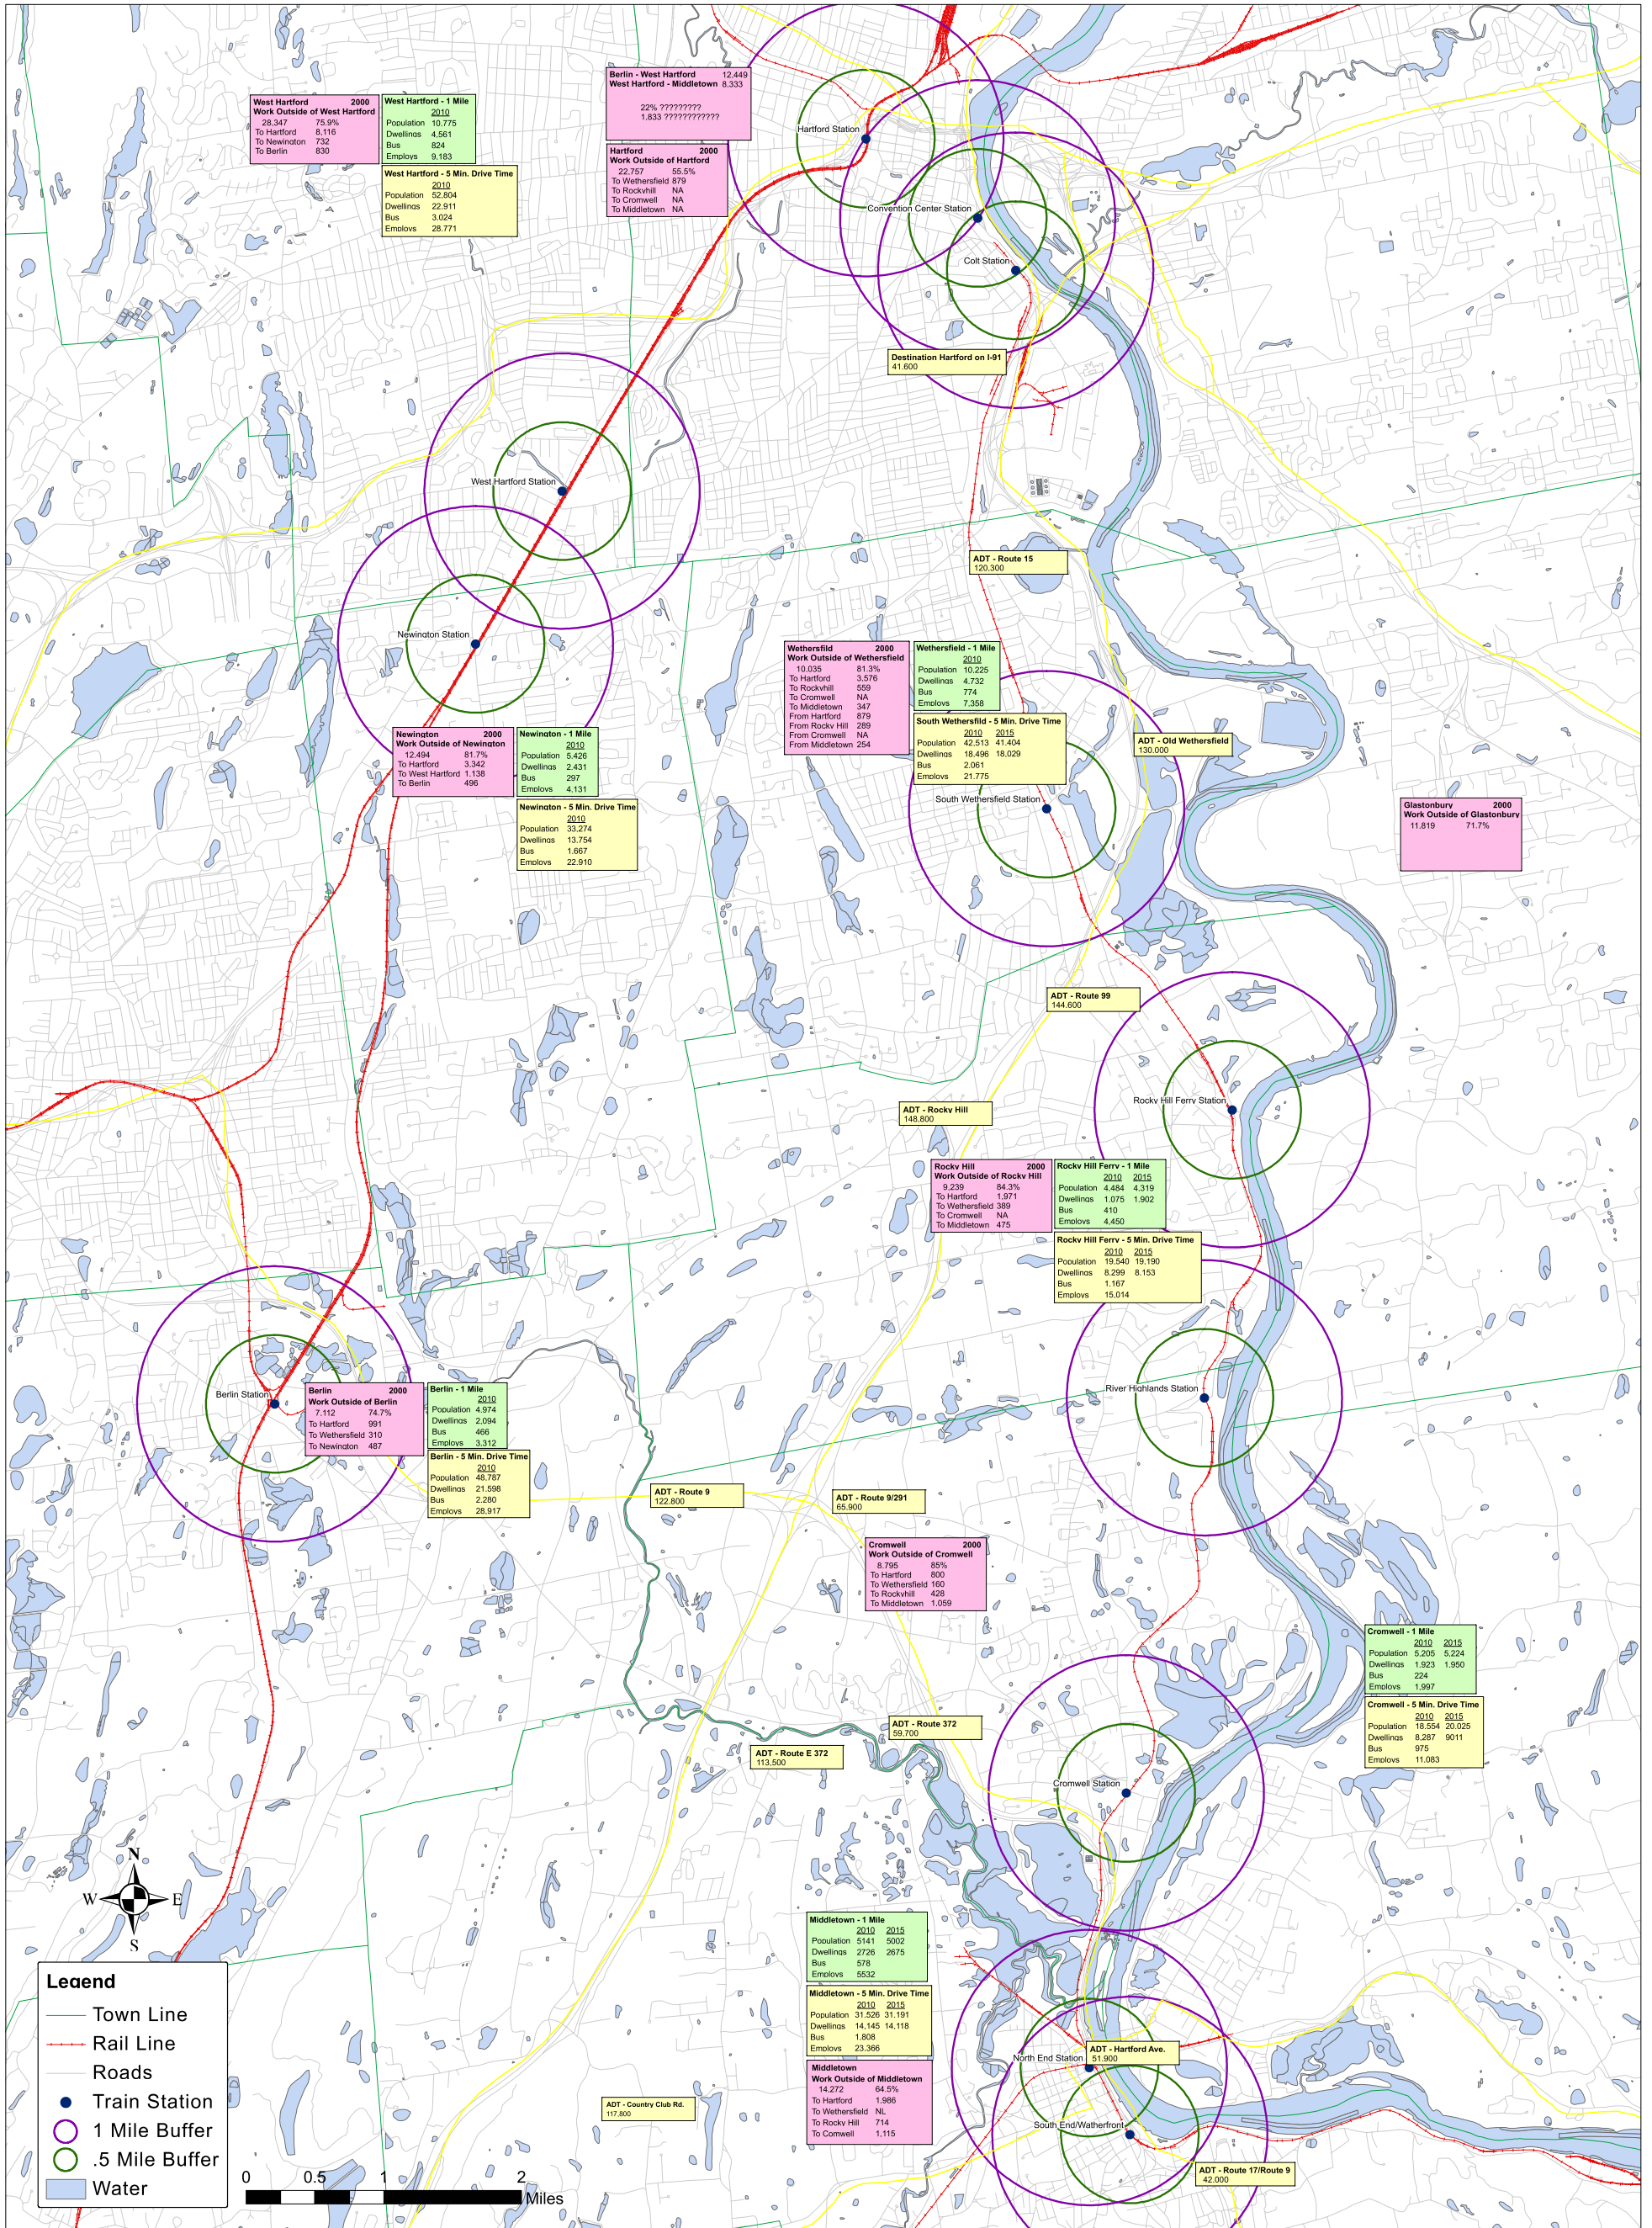 Berlin - West Hartford 12.449
West Hartford - Middletown 8.333
22% ?????????
1.833 ????????????
West Hartford 2000
Work Outside of West Hartford
28.347 75.9%
To Hartford 8,116
To Newington 732
To Berlin 830
West Hartford - 1 Mile
2010
Population 10.775
Dwellings 4,561
Bus 824
Employs 9.183
West Hartford - 5 Min. Drive Time
2010
Population 52,804
Dwellings 22,911
Bus 3.024
Employs 28.771
Hartford 2000
Work Outside of Hartford
22.757 55.5%
To Wethersfield 879
To Rockyhill NA
To Cromwell NA
To Middletown NA
Hartford Station
Convention Center Station
Colt Station
Destination Hartford on I-91
41.600
West Hartford Station
ADT - Route 15
120,300
Newington Station
Wethersfild 2000
Work Outside of Wethersfield
10.035 81.3%
To Hartford 3,576
To Rockyhill 559
To Cromwell NA
To Middletown 347
From Hartford 879
From Rocky Hill 289
From Cromwell NA
From Middletown 254
Wethersfield - 1 Mile
2010
Population 10.225
Dwellings 4.732
Bus 774
Employs 7,358
South Wethersfild - 5 Min. Drive Time
2010 2015
Population 42,513 41.404
Dwellings 18.496 18.029
Bus 2.061
Employs 21.775
South Wethersfield Station
ADT - Old Wethersfield
130.000
Newington 2000
Work Outside of Newington
12.494 81.7%
To Hartford 3.342
To West Hartford 1.138
To Berlin 496
Newington - 1 Mile
2010
Population 5.426
Dwellings 2.431
Bus 297
Employs 4,131
Newington - 5 Min. Drive Time
2010
Population 33,274
Dwellings 13.754
Bus 1.667
Employs 22.910
Glastonbury 2000
Work Outside of Glastonbury
11.819 71.7%
ADT - Route 99
144.600
Rocky Hill Ferry Station
ADT - Rocky Hill
148,800
Rocky Hill 2000
Work Outside of Rocky Hill
9.239 84.3%
To Hartford 1,971
To Wethersfield 389
To Cromwell NA
To Middletown 475
Rocky Hill Ferry - 1 Mile
2010 2015
Population 4,484 4,319
Dwellings 1.075 1.902
Bus 410
Employs 4,450
Rocky Hill Ferry - 5 Min. Drive Time
2010 2015
Population 19.540 19,190
Dwellings 8.299 8.153
Bus 1.167
Employs 15,014
River Highlands Station
Berlin Station
Berlin 2000
Work Outside of Berlin
7.112 74.7%
To Hartford 991
To Wethersfield 310
To Newington 487
Berlin - 1 Mile
2010
Population 4.974
Dwellings 2,094
Bus 466
Employs 3.312
Berlin - 5 Min. Drive Time
2010
Population 48.787
Dwellings 21.598
Bus 2.280
Employs 28,917
ADT - Route 9
122.800
ADT - Route 9/291
65.900
Cromwell 2000
Work Outside of Cromwell
8.795 85%
To Hartford 800
To Wethersfield 160
To Rockyhill 428
To Middletown 1.059
Cromwell - 1 Mile
2010 2015
Population 5.205 5,224
Dwellings 1.923 1.950
Bus 224
Employs 1,997
Cromwell - 5 Min. Drive Time
2010 2015
Population 18.554 20.025
Dwellings 8,287 9011
Bus 975
Employs 11.083
ADT - Route 372
59.700
ADT - Route E 372
113,500
Cromwell Station
Middletown - 1 Mile
2010 2015
Population 5141 5002
Dwellings 2726 2675
Bus 578
Employs 5532
Middletown - 5 Min. Drive Time
2010 2015
Population 31.526 31,191
Dwellings 14,145 14,118
Bus 1,808
Employs 23.366
Middletown
Work Outside of Middletown
14,272 64.5%
To Hartford 1,986
To Wethersfield NL
To Rocky Hill 714
To Comwell 1,115
North End Station
ADT - Hartford Ave.
51.900
South End/Watherfront
ADT - Country Club Rd.
117,800
ADT - Route 17/Route 9
42.000
N
W E
S
Legend
Town Line
Rail Line
Roads
Train Station
1 Mile Buffer
.5 Mile Buffer
Water
0 0.5 1 2
Miles